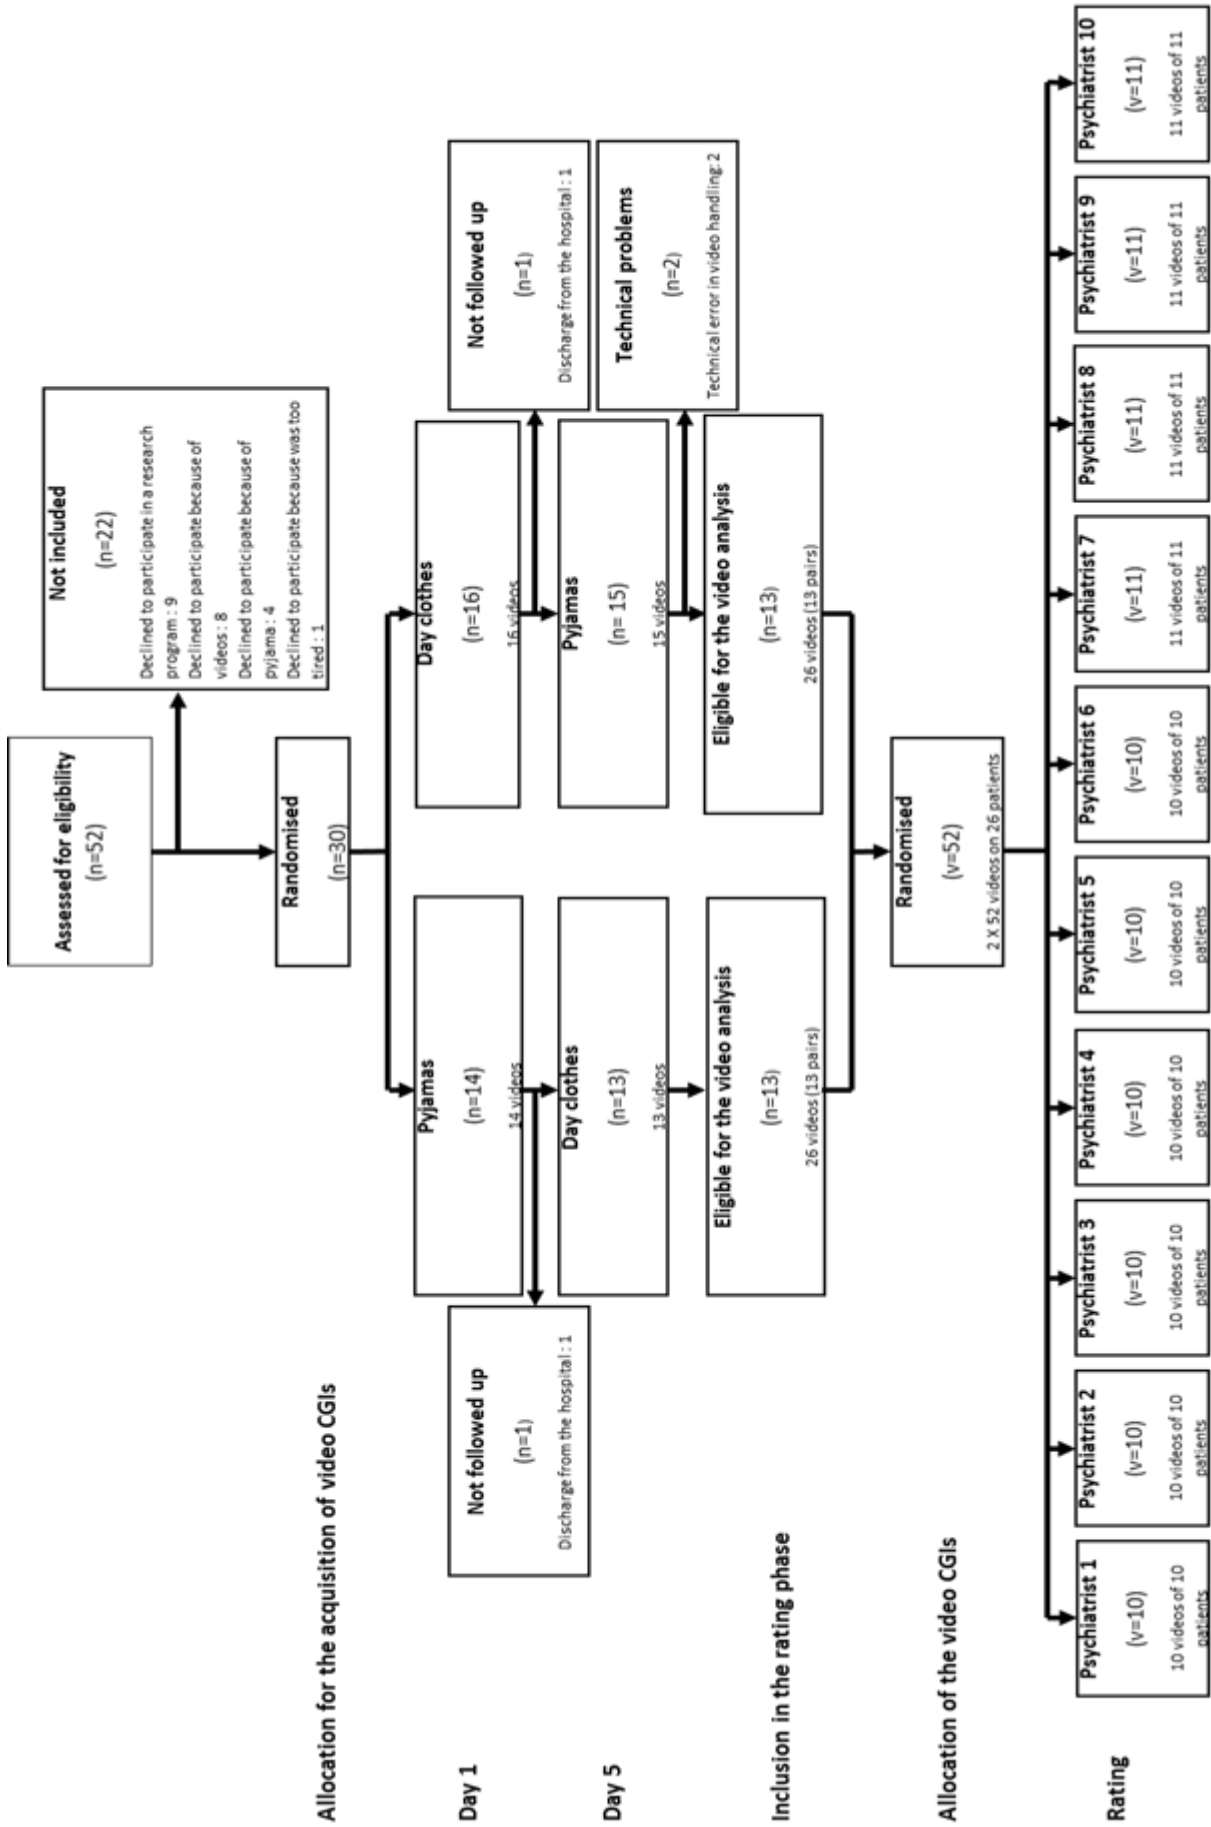 Assessed for eligibility
(n=52)
Not included
(n=22)
Declined to participate in a research
program : 9
Declined to participate because of
videos : 8
Declined to participate because of
pyjama : 4
Declined to participate because was too
tired : 1
Allocation for the acquisition of video CGIs
Randomised
(n=30)
Day 1
Pyjamas
(n=14)
14 videos
Day clothes
(n=16)
16 videos
Not followed up
(n=1)
Discharge from the hospital : 1
Not followed up
(n=1)
Discharge from the hospital : 1
Day 5
Day clothes
(n=13)
13 videos
Pyjamas
(n= 15)
15 videos
Technical problems
(n=2)
Technical error in video handling: 2
Inclusion in the rating phase
Eligible for the video analysis
(n=13)
26 videos (13 pairs)
Eligible for the video analysis
(n=13)
26 videos (13 pairs)
Allocation of the video CGIs
Randomised
(v=52)
2 X 52 videos on 26 patients
Rating
Psychiatrist 1
(v=10)
10 videos of 10
patients
Psychiatrist 2
(v=10)
10 videos of 10
patients
Psychiatrist 3
(v=10)
10 videos of 10
patients
Psychiatrist 4
(v=10)
10 videos of 10
patients
Psychiatrist 5
(v=10)
10 videos of 10
patients
Psychiatrist 6
(v=10)
10 videos of 10
patients
Psychiatrist 7
(v=11)
11 videos of 11
patients
Psychiatrist 8
(v=11)
11 videos of 11
patients
Psychiatrist 9
(v=11)
11 videos of 11
patients
Psychiatrist 10
(v=11)
11 videos of 11
patients